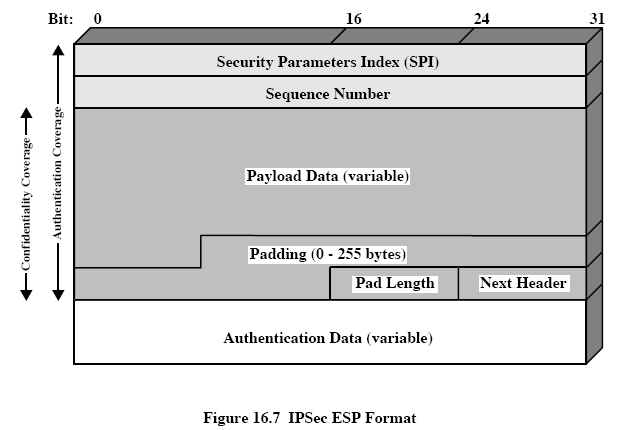 Bit: 0 16 24 31
Security Parameters Index (SPI)
Sequence Number
Confidentiality Coverage
Authentication Coverage
Payload Data (variable)
Padding (0 - 255 bytes)
Pad Length
Next Header
Authentication Data (variable)
Figure 16.7 IPSec ESP Format